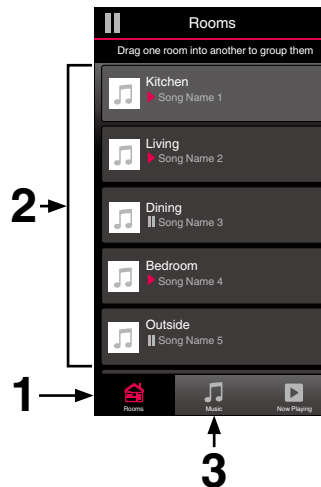 Rooms
Drag one room into another to group them
Kitchen
Song Name 1
Living
Song Name 2
2
Dining
Song Name 3
Bedroom
Song Name 4
Outside
Song Name 5
1
Rooms
Music
Now Playing
3